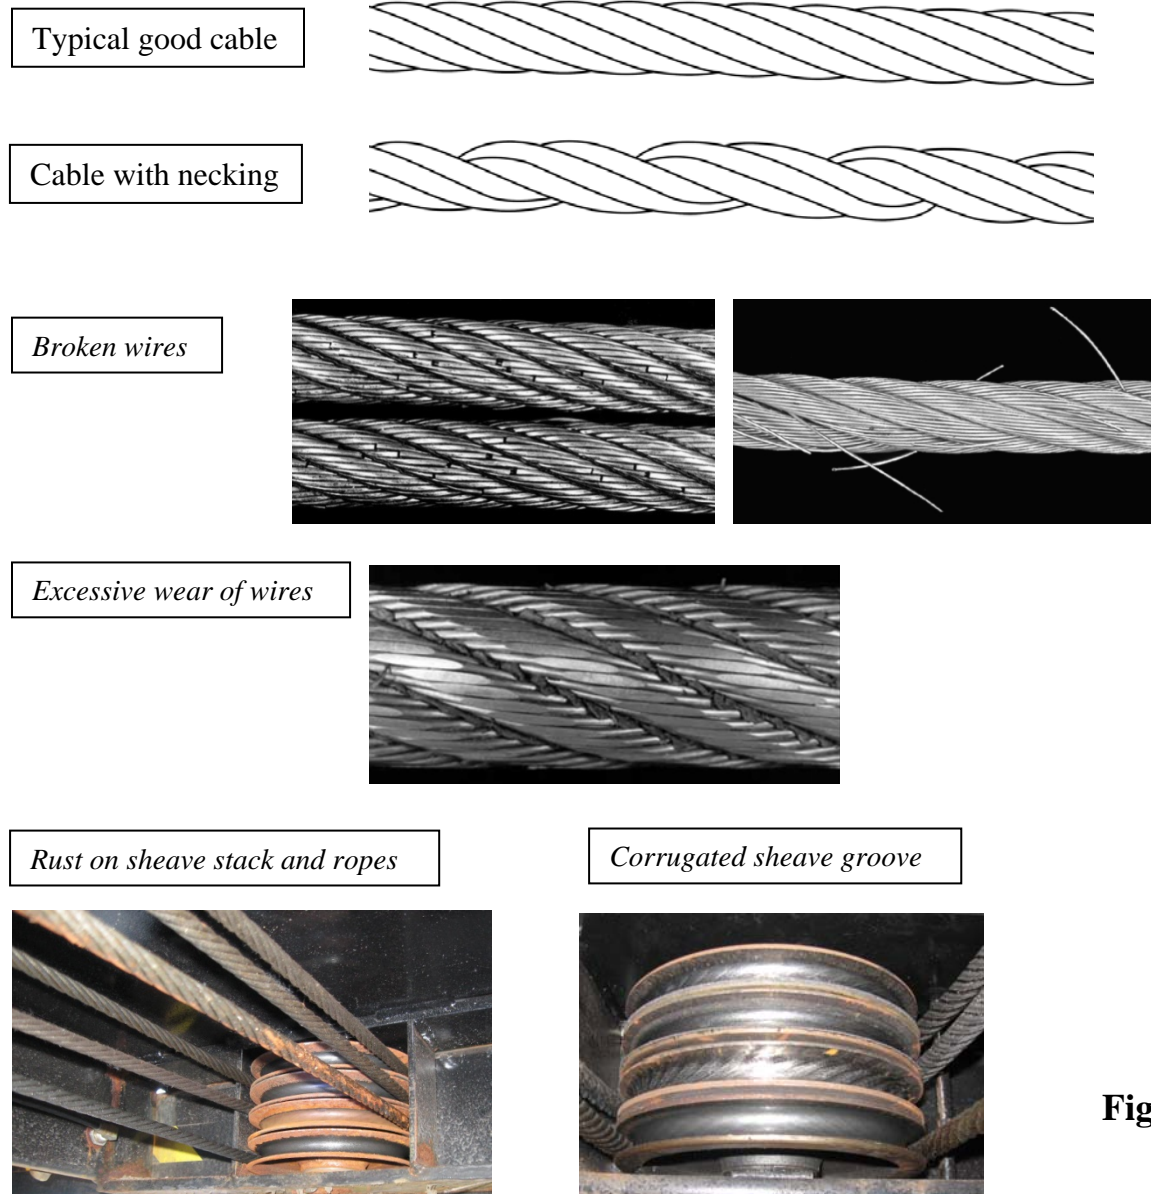 Typical good cable
Cable with necking
Broken wires
Excessive wear of wires
Rust on sheave stack and ropes
Corrugated sheave groove
Fig